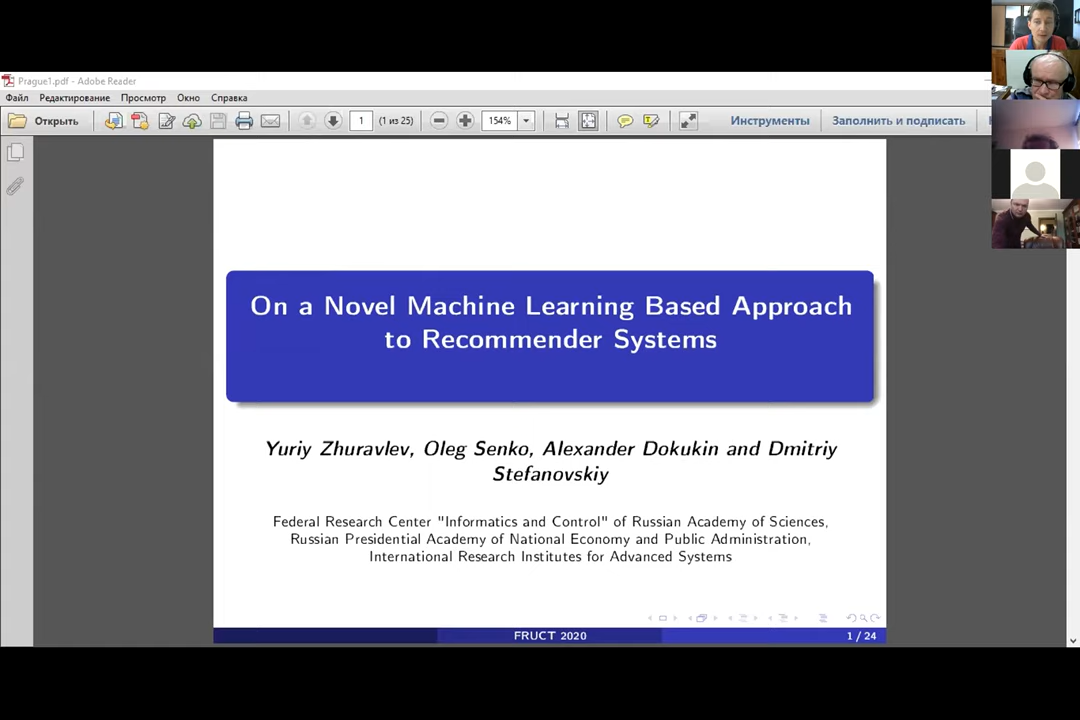 Prague1.pdf - Adobe Reader
Файл Редактирование Просмотр Окно Справка
Открыть 1 (1 из 25) 154% Инструменты Заполнить и подписать
On a Novel Machine Learning Based Approach
to Recommender Systems
Yuriy Zhuravlev, Oleg Senko, Alexander Dokukin and Dmitriy
Stefanovskiy
Federal Research Center "Informatics and Control" of Russian Academy of Sciences,
Russian Presidential Academy of National Economy and Public Administration,
International Research Institutes for Advanced Systems
FRUCT 2020 1 / 24